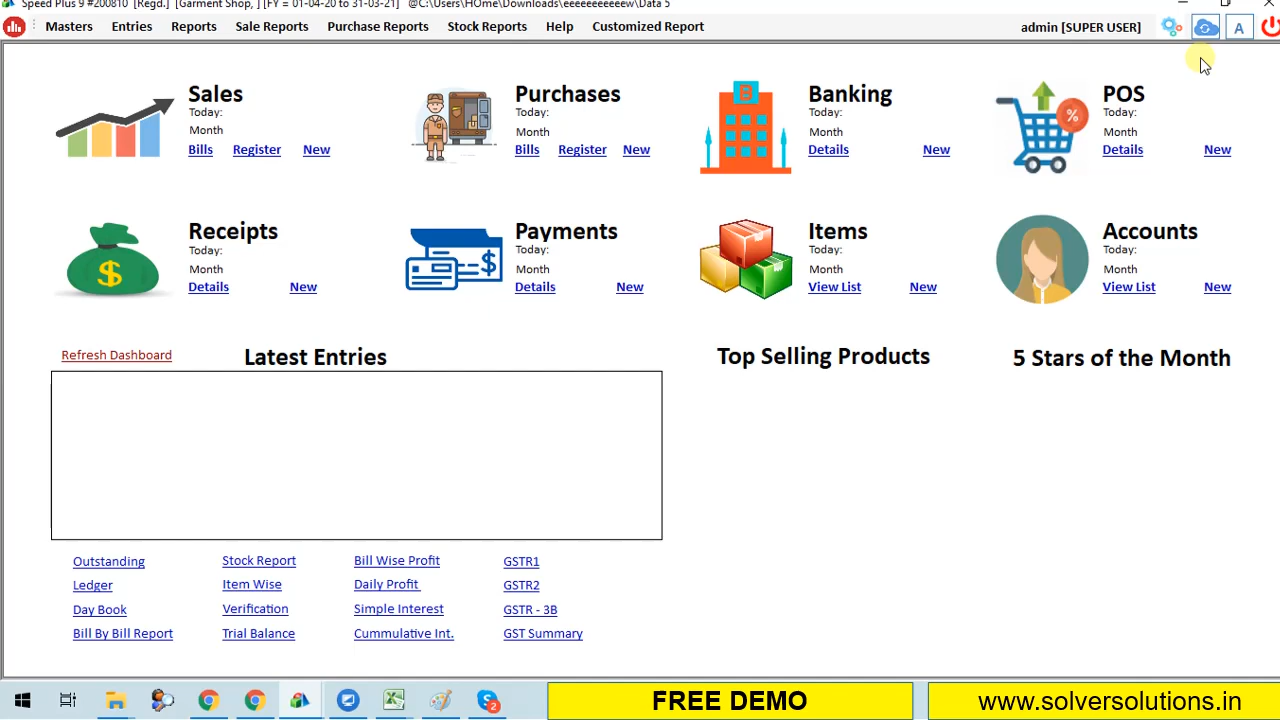 Speed Plus 9 #200810 [Regd.] [Garment Shop, ] [FY = 01-04-20 to 31-03-21] @C:\Users\HOme\Downloads\eeeeeeeeeeew\Data 5
Masters Entries Reports Sale Reports Purchase Reports Stock Reports Help Customized Report admin [SUPER USER] A
Sales Purchases Banking POS
Today: Today: Today:
Month Month Month Month
Bills Register New Bills Register New Details New Details New
B %
Receipts Payments Items Accounts
Today: Today: Today: Today:
Month Month Month Month
Details New Details New View List New View List New
$ $
Refresh Dashboard Latest Entries Top Selling Products 5 Stars of the Month
Outstanding Stock Report Bill Wise Profit GSTR1
Ledger Item Wise Daily Profit GSTR2
Day Book Verification Simple Interest GSTR - 3B
Bill By Bill Report Trial Balance Cummulative Int. GST Summary
2
FREE DEMO www.solversolutions.in